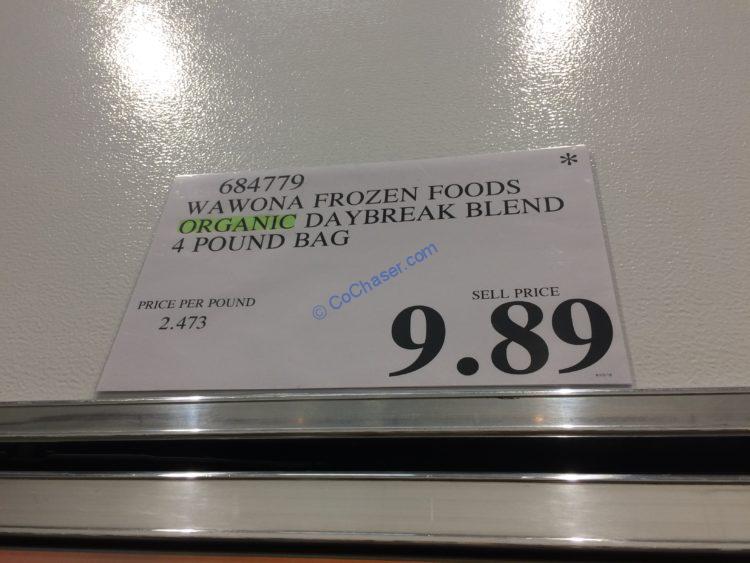 *
684779
WAWONA FROZEN FOODS
ORGANIC DAYBREAK BLEND
4 POUND BAG
© CoChaser.com
PRICE PER POUND
2.473
SELL PRICE
9.89